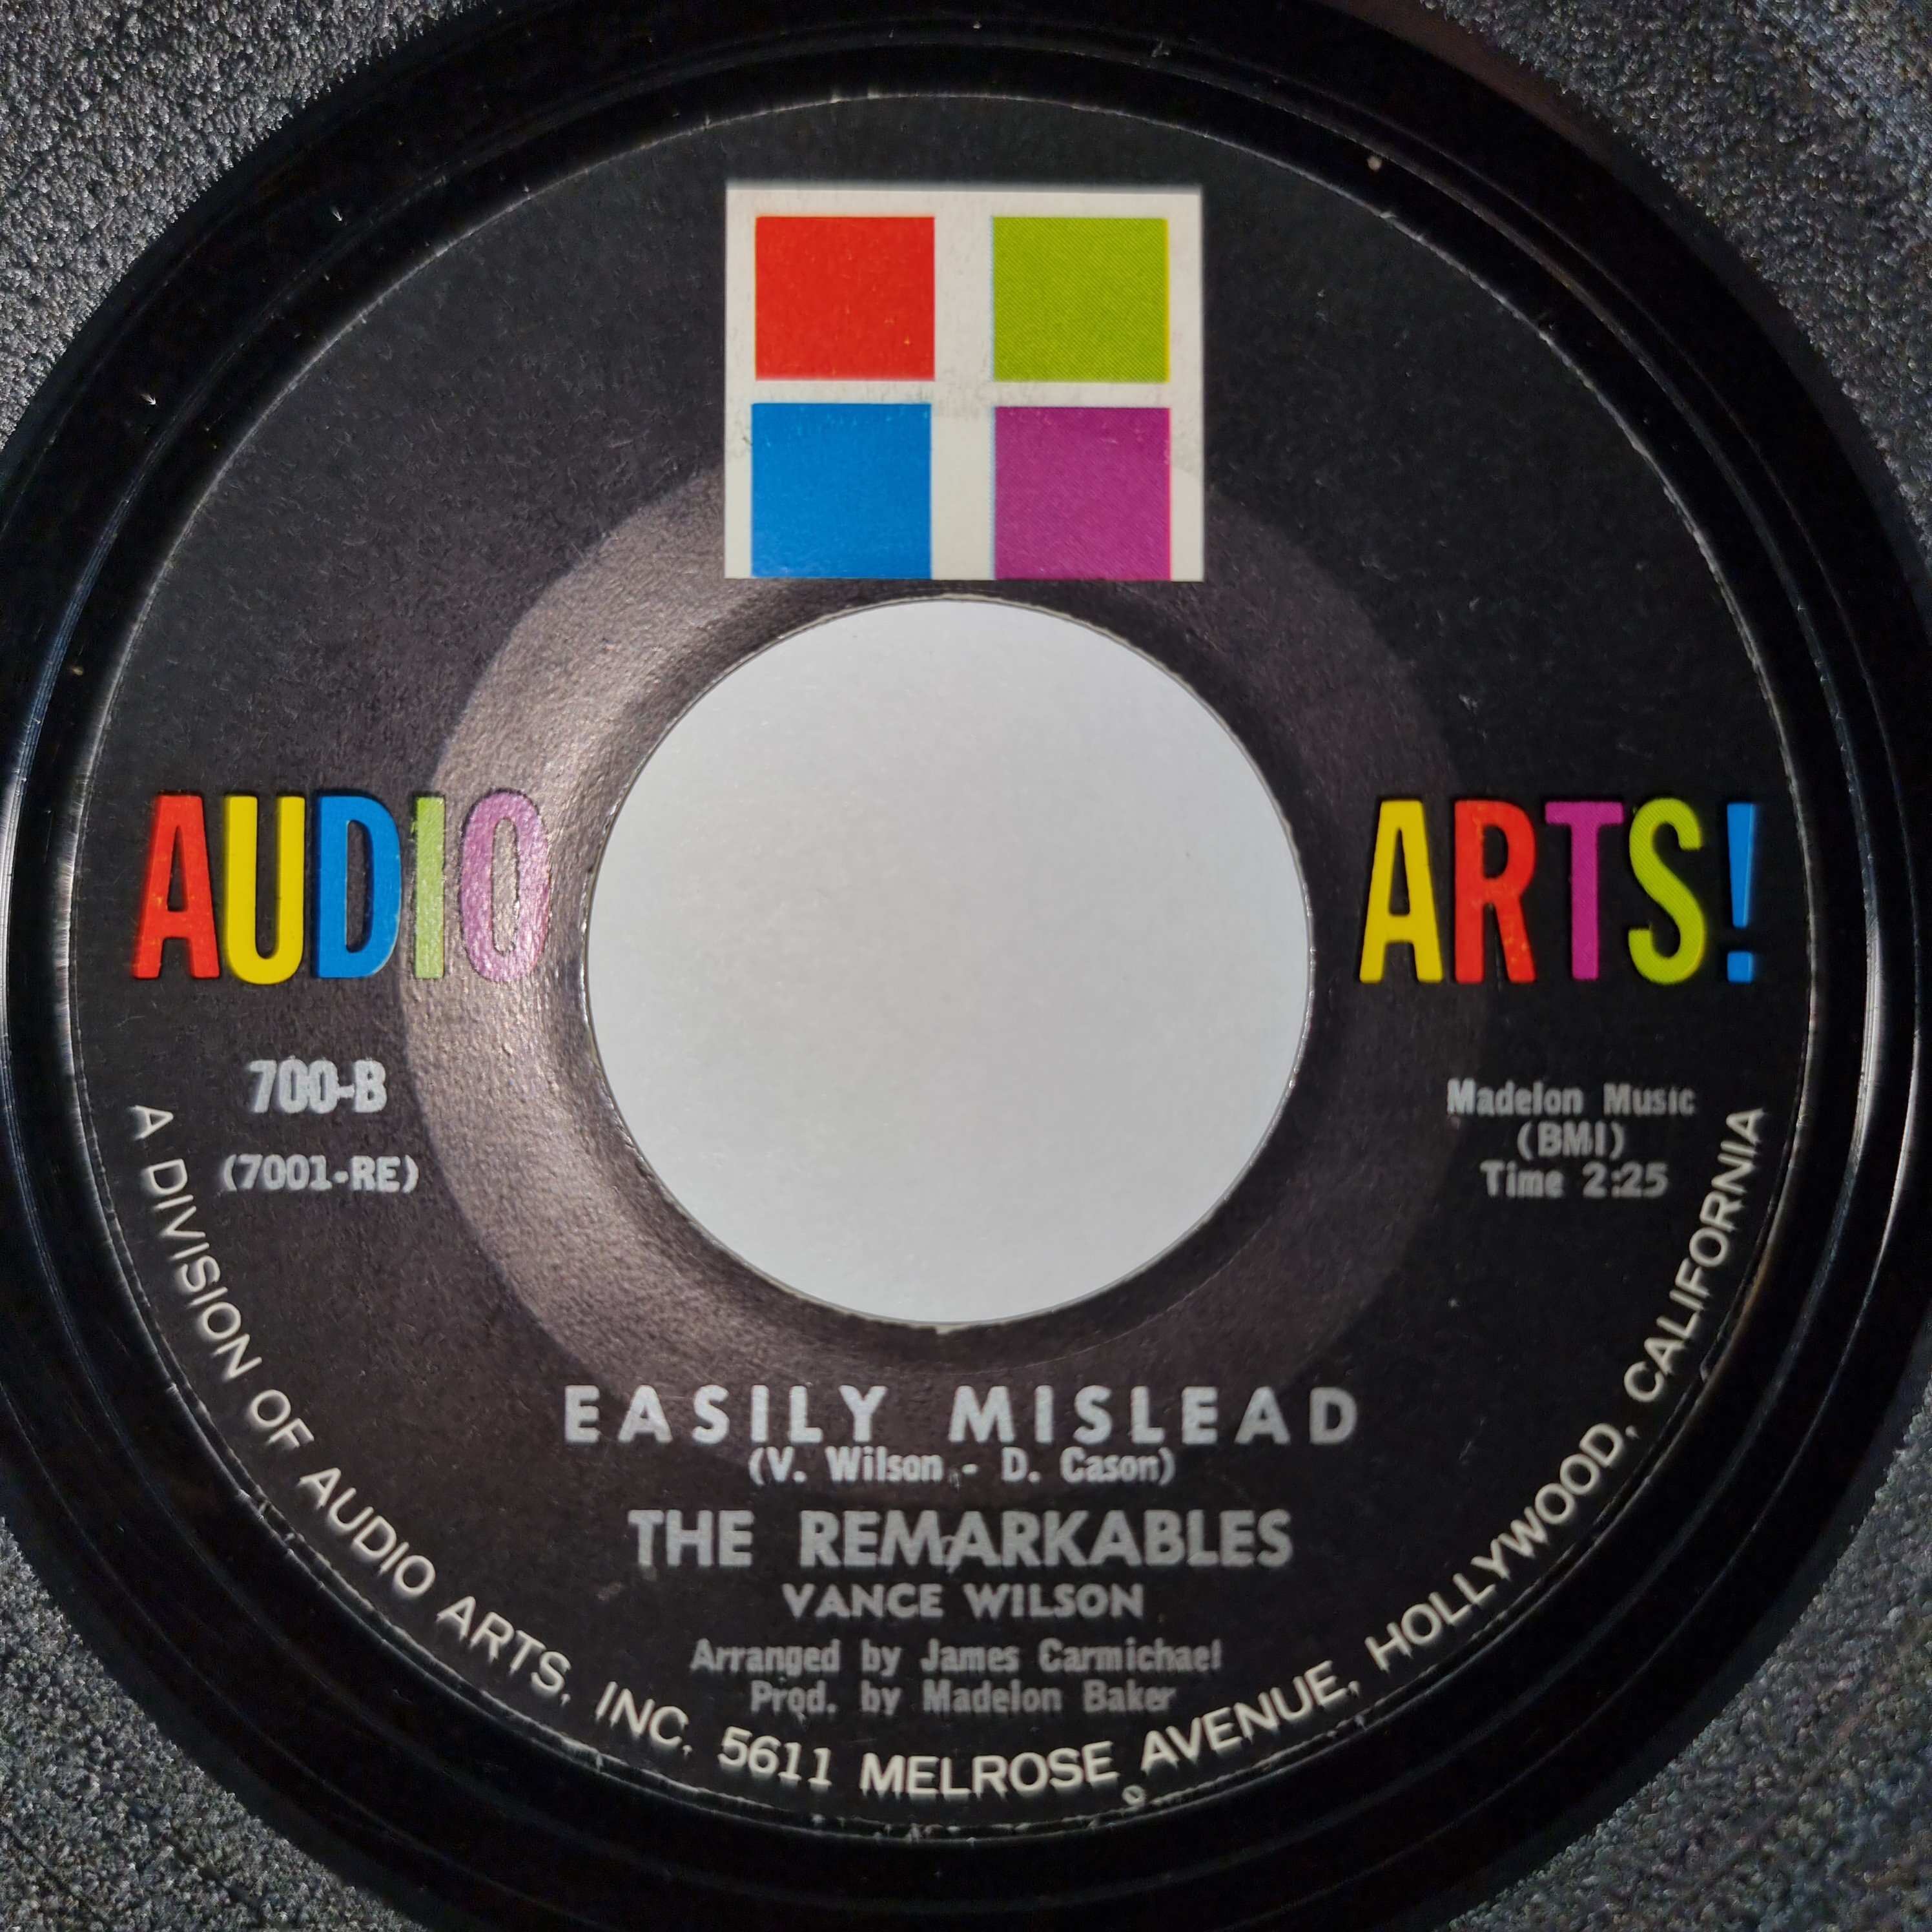 AUDIO ARTS!
700-B
(7001-RE)
Madelon Music
(BMI)
Time 2:25
EASILY MISLEAD
(V. Wilson - D. Cason)
THE REMARKABLES
VANCE WILSON
Arranged by James Carmichael
Prod. by Madelon Baker
A DIVISION OF AUDIO ARTS, INC. 5611 MELROSE AVENUE, HOLLYWOOD, CALIFORNIA